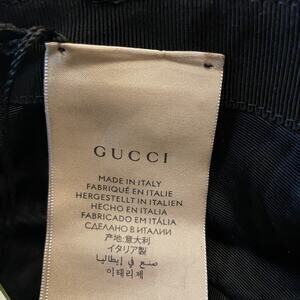 GUCCI
MADE IN ITALY
FABRIQUÉ EN ITALIE
HERGESTELLT IN ITALIEN
HECHO EN ITALIA
FABRICADO EM ITÁLIA
СДЕЛАНО В ИТАЛИИ
产地:意大利
イタリア製
صنع في إيطاليا
이태리제